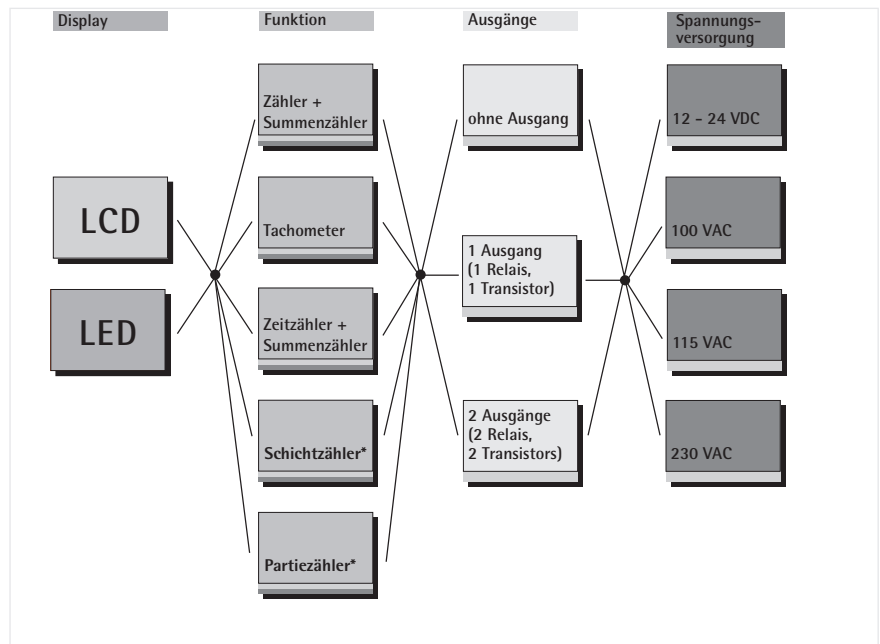 Display
Funktion
Ausgänge
Spannungs-
versorgung
Zähler +
Summenzähler
ohne Ausgang
12 - 24 VDC
LCD
Tachometer
1 Ausgang
(1 Relais,
1 Transistor)
100 VAC
LED
Zeitzähler +
Summenzähler
115 VAC
Schichtzähler*
2 Ausgänge
(2 Relais,
2 Transistors)
230 VAC
Partiezähler*